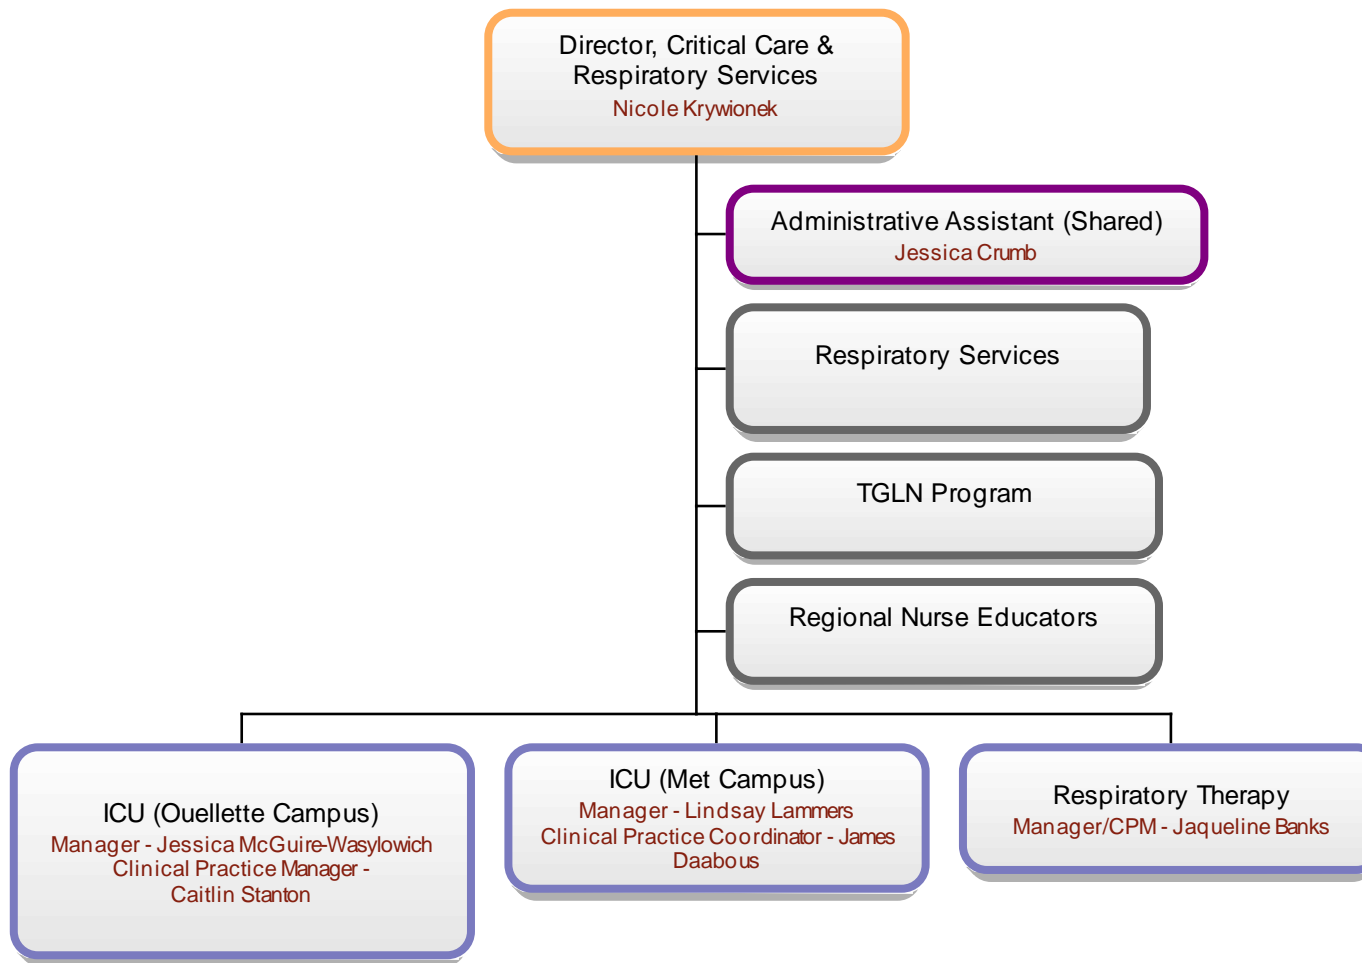 Director, Critical Care &
Respiratory Services
Nicole Krywionek
Administrative Assistant (Shared)
Jessica Crumb
Respiratory Services
TGLN Program
Regional Nurse Educators
ICU (Ouellette Campus)
Manager - Jessica McGuire-Wasylowich
Clinical Practice Manager -
Caitlin Stanton
ICU (Met Campus)
Manager - Lindsay Lammers
Clinical Practice Coordinator - James
Daabous
Respiratory Therapy
Manager/CPM - Jaqueline Banks